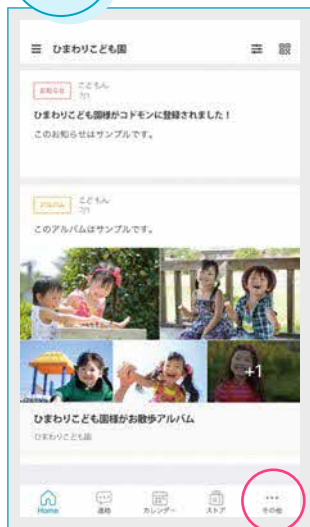 ひまわりこども園
お知らせ
こどもん
7/1
ひまわりこども園様がコドモンに登録されました！
このお知らせはサンプルです。
アルバム
こどもん
7/1
このアルバムはサンプルです。
+1
ひまわりこども園様がお散歩アルバム
ひまわりこども園
Home 連絡 カレンダー ストア その他